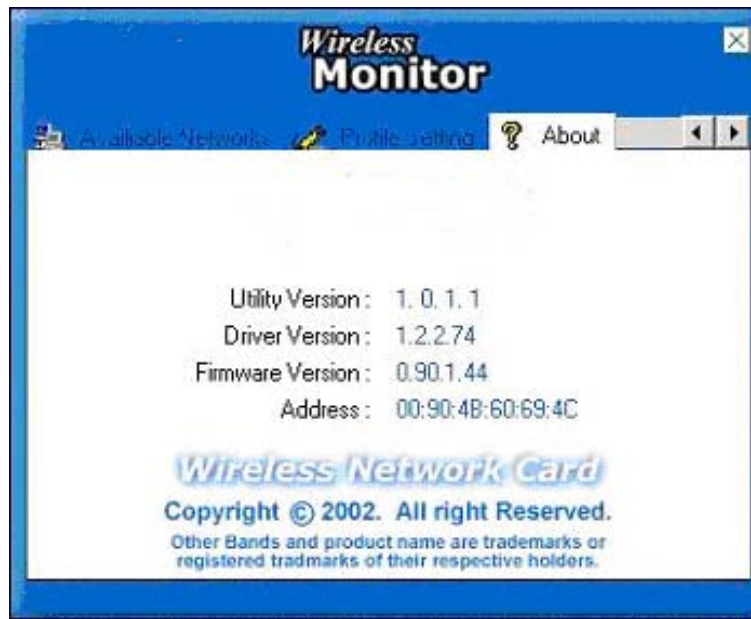 Wireless
Monitor
Available Networks Profile Setting About
Utility Version : 1. 0. 1. 1
Driver Version : 1.2.2.74
Firmware Version : 0.90.1.44
Address : 00:90:4B:60:69:4C
Wireless Network Card
Copyright © 2002. All right Reserved.
Other Bands and product name are trademarks or
registered tradmarks of their respective holders.